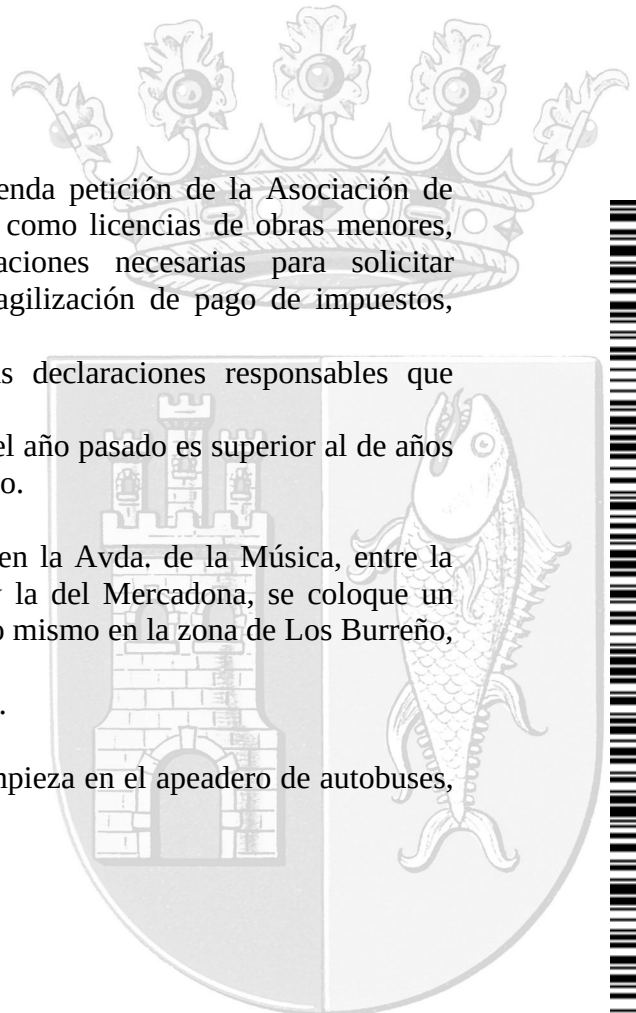 enda petición de la Asociación de
como licencias de obras menores,
aciones necesarias para solicitar
agilización de pago de impuestos,
s declaraciones responsables que
el año pasado es superior al de años
o.
en la Avda. de la Música, entre la
y la del Mercadona, se coloque un
o mismo en la zona de Los Burreño,
.
mpieza en el apeadero de autobuses,